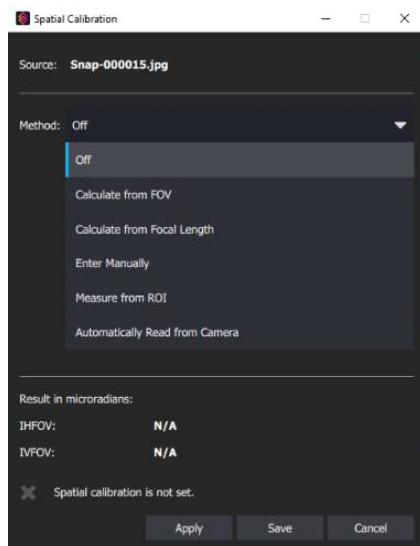 Spatial Calibration
Source: Snap-000015.jpg
Method: Off
Off
Calculate from FOV
Calculate from Focal Length
Enter Manually
Measure from ROI
Automatically Read from Camera
Result in microradians:
IHFOV: N/A
IVFOV: N/A
Spatial calibration is not set.
Apply Save Cancel